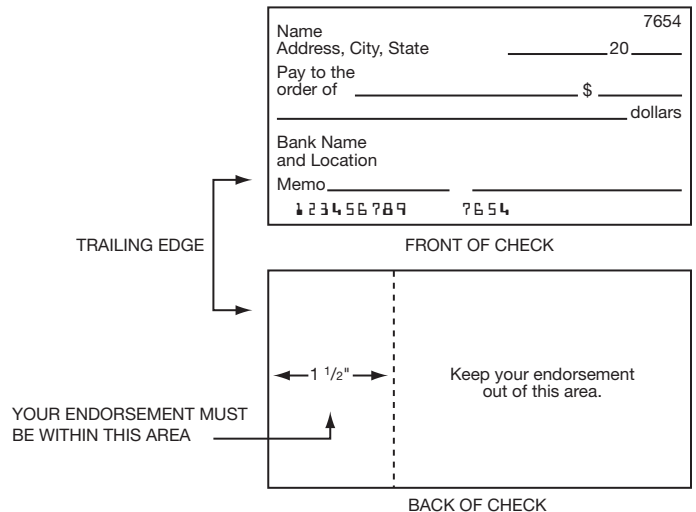 7654
Name
Address, City, State 20
Pay to the
order of $
dollars
Bank Name
and Location
Memo
123456789 7654
TRAILING EDGE
FRONT OF CHECK
1 1/2"
Keep your endorsement
out of this area.
YOUR ENDORSEMENT MUST
BE WITHIN THIS AREA
BACK OF CHECK